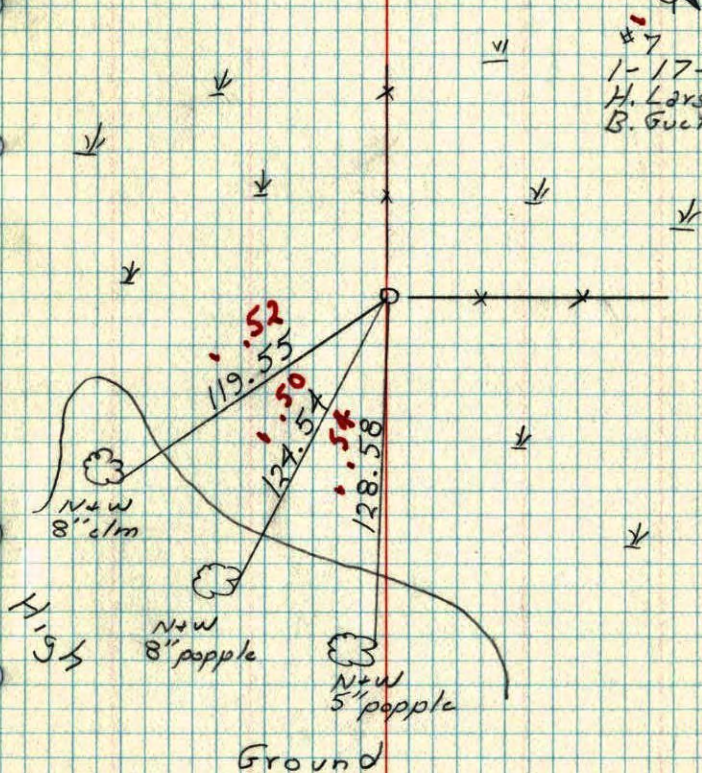 #7
1-17-
H. Lars
B. Guer
.52
119.55
.50
124.54
.54
128.58
N+W
8" elm
N+W
8" popple
N+W
5" popple
High
Ground